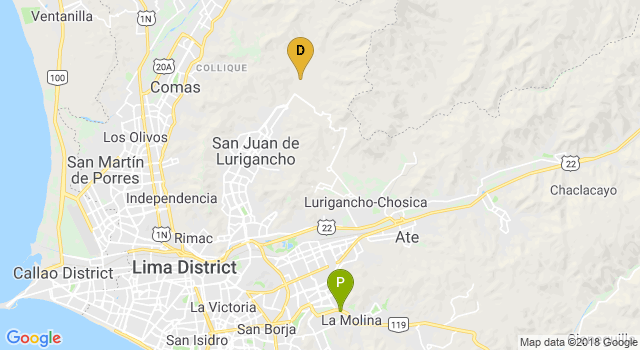 Ventanilla
1N
D
20A
COLLIQUE
100
Comas
Los Olivos
San Juan de
Lurigancho
San Martín
de Porres
22
Chaclacayo
Independencia
Lurigancho-Chosica
1N
Rimac
22
Ate
Callao District
Lima District
P
La Victoria
San Borja
La Molina
119
San Isidro
Google
Map data ©2018 Google